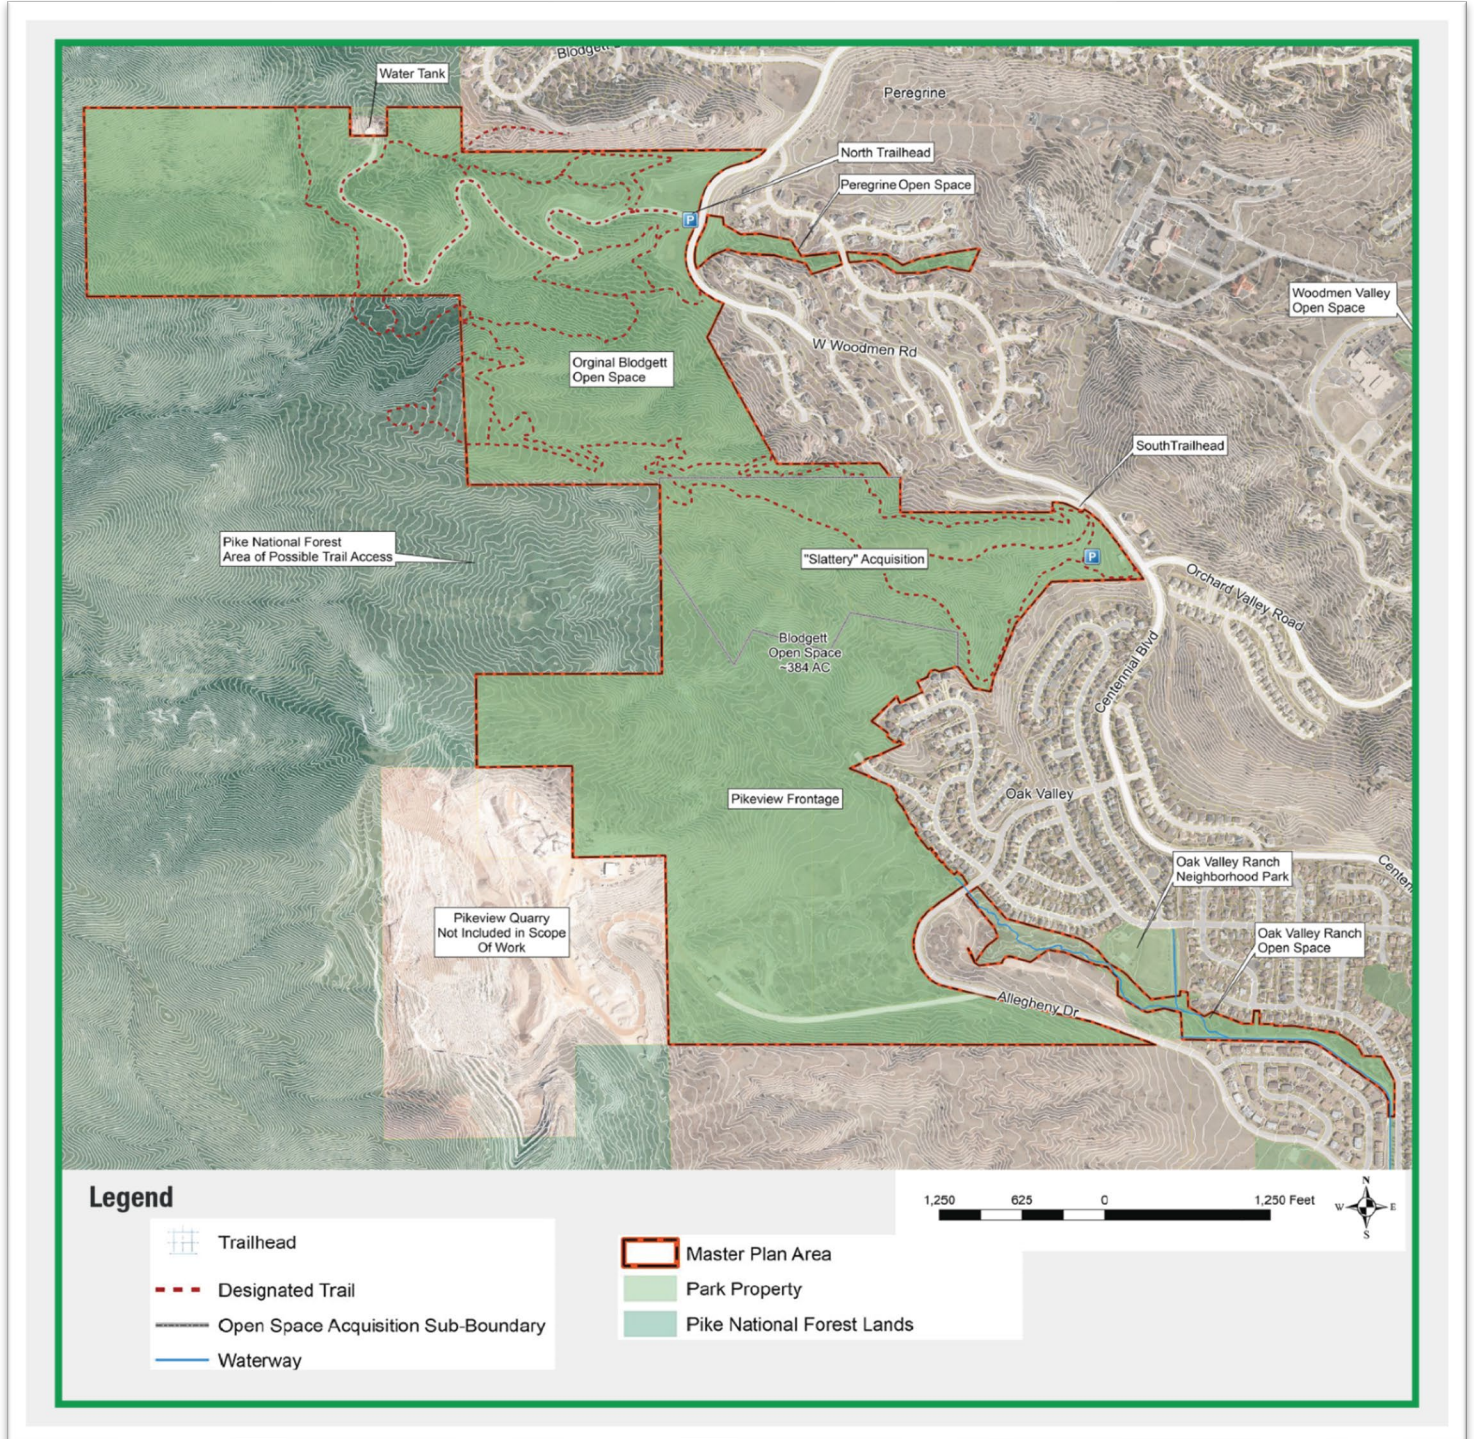 Blodgett
Water Tank
Peregrine
North Trailhead
Peregrine Open Space
P
Woodmen Valley
Open Space
W Woodmen Rd
Orginal Blodgett
Open Space
SouthTrailhead
Pike National Forest
Area of Possible Trail Access
"Slattery" Acquisition
P
Orchard Valley Road
Blodgett
Open Space
~384 AC
Centennial Blvd
Pikeview Frontage
Oak Valley
Oak Valley Ranch
Neighborhood Park
Pikeview Quarry
Not Included in Scope
Of Work
Oak Valley Ranch
Open Space
Allegheny Dr
Legend
Trailhead
Designated Trail
Open Space Acquisition Sub-Boundary
Waterway
Master Plan Area
Park Property
Pike National Forest Lands
1,250 625 0 1,250 Feet
N
W E
S